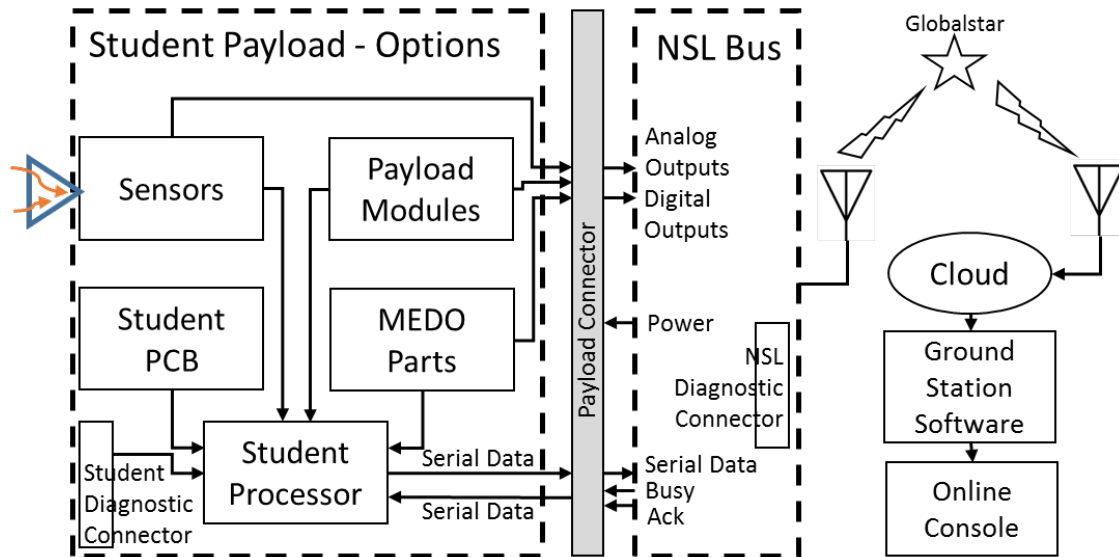 Student Payload - Options
NSL Bus
Globalstar
Sensors
Payload
Modules
Analog
Outputs
Digital
Outputs
Student
PCB
MEDO
Parts
Payload Connector
Power
NSL
Diagnostic
Connector
Cloud
Ground
Station
Software
Student
Diagnostic
Connector
Student
Processor
Serial Data
Serial Data
Serial Data
Busy
Ack
Online
Console